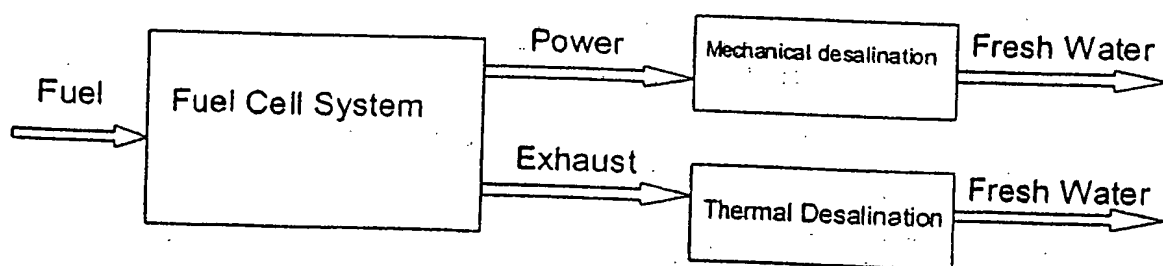 Fuel
Fuel Cell System
Power
Mechanical desalination
Fresh Water
Exhaust
Thermal Desalination
Fresh Water